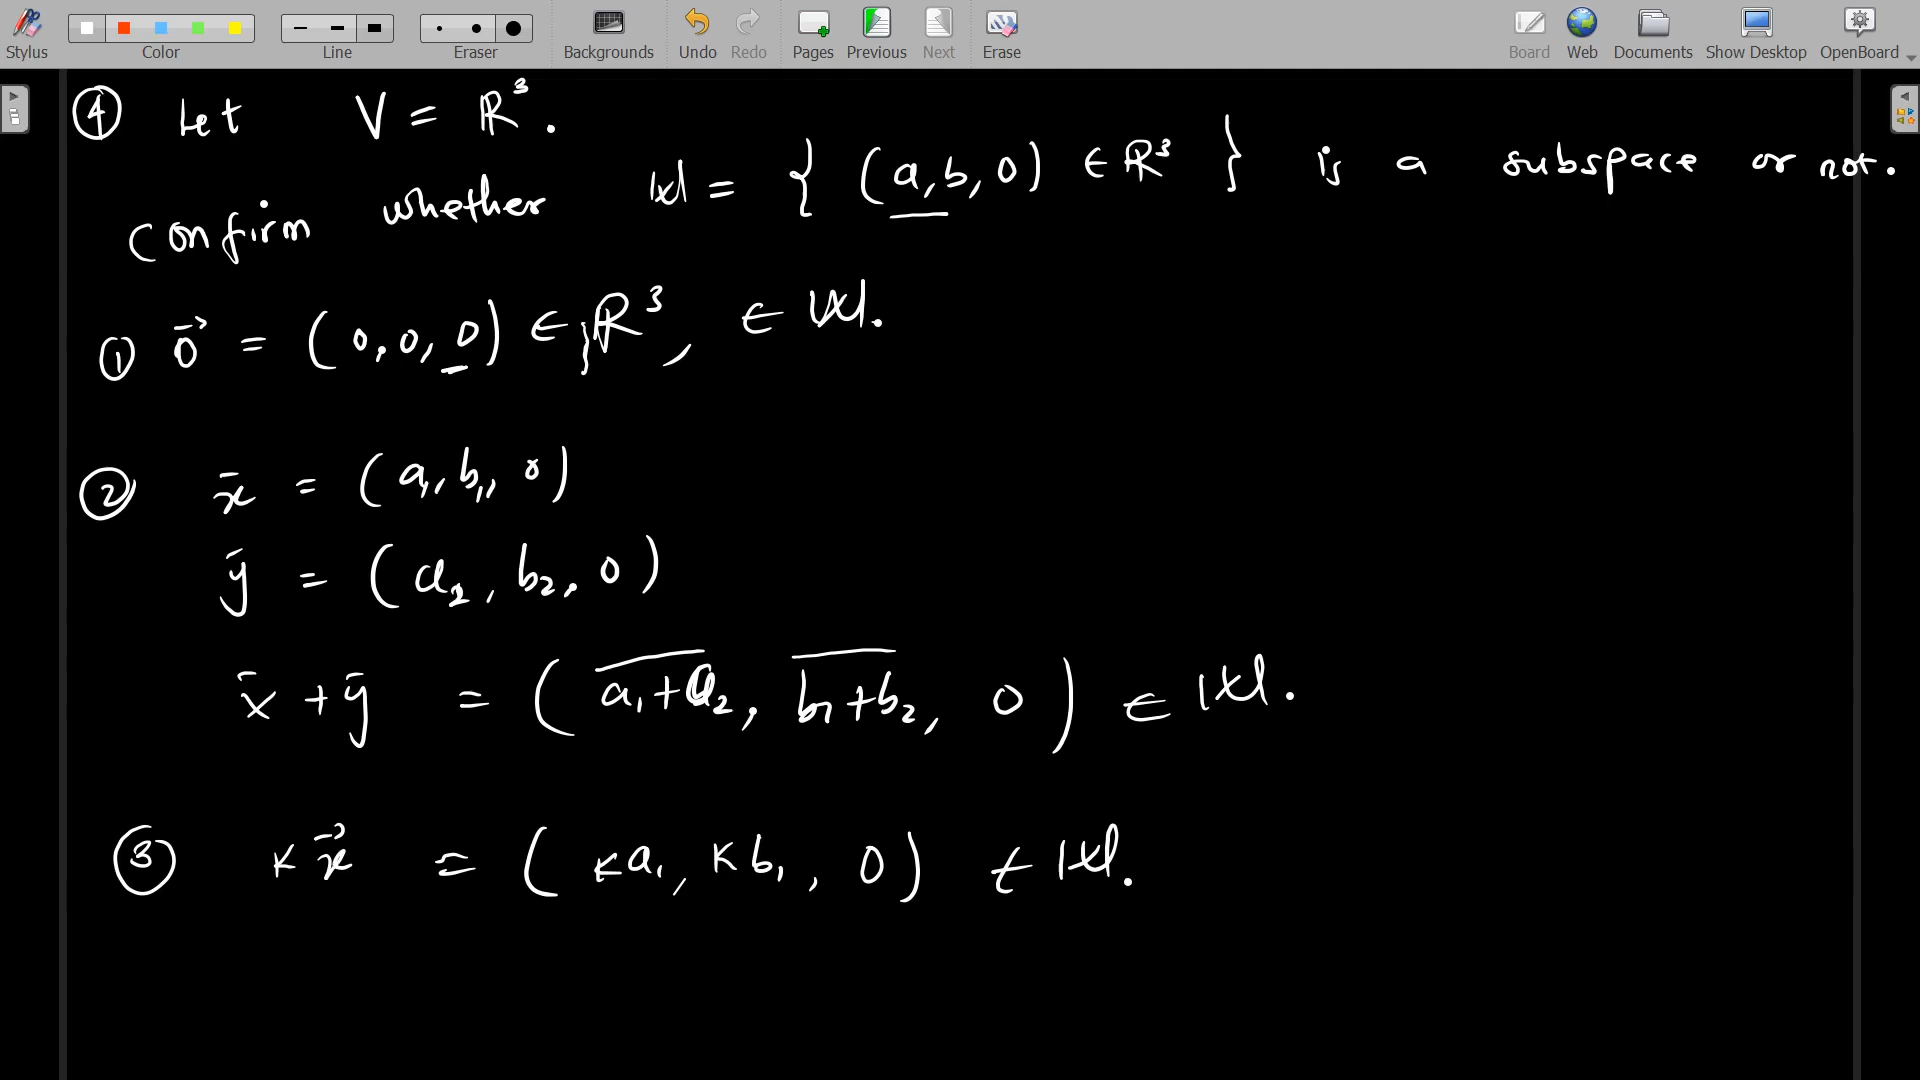 Stylus Color Line Eraser Backgrounds Undo Redo Pages Previous Next Erase Board Web Documents Show Desktop OpenBoard
④ Let V = ℝ³.
Confirm whether W = { (a, b, 0) ∈ ℝ³ } is a subspace or not.
① 0⃗ = (0, 0, 0) ∈ ℝ³, ∈ W.
② x̄ = (a₁, b₁, 0)
ȳ = (a₂, b₂, 0)
x̄ + ȳ = (a₁+a₂, b₁+b₂, 0) ∈ W.
③ K x⃗ = (Ka₁, Kb₁, 0) ∈ W.